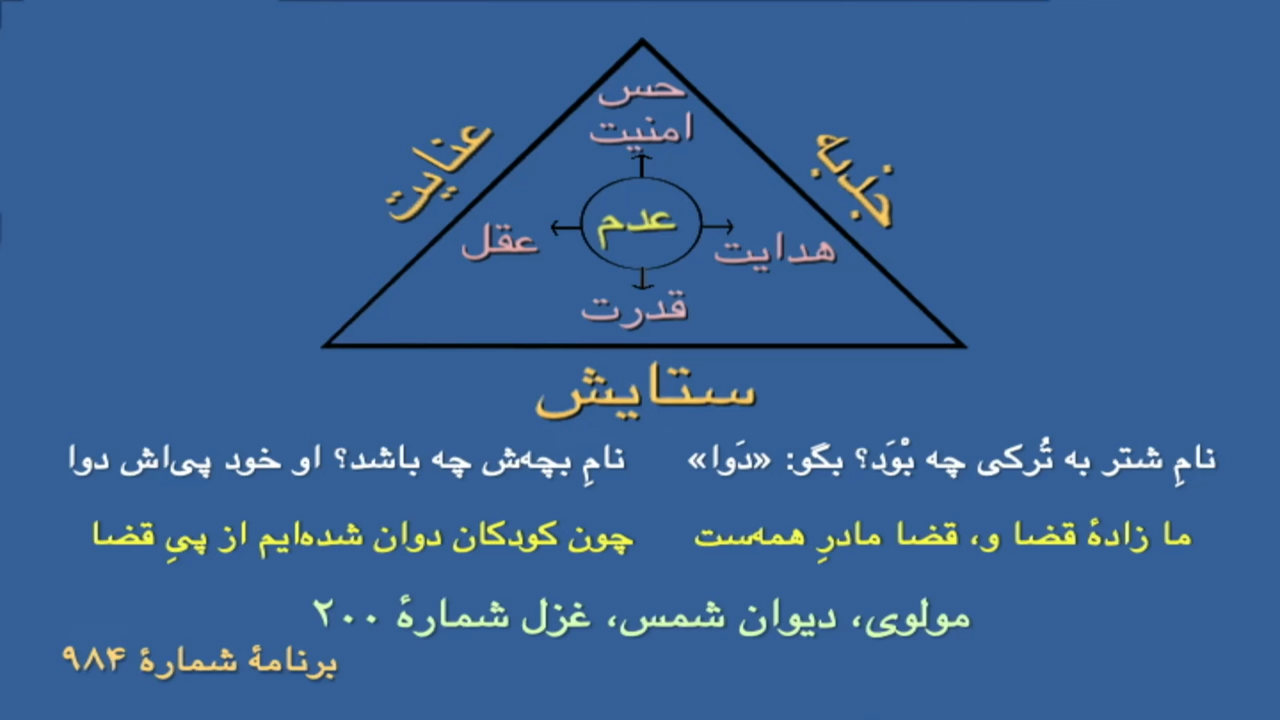 حس
امنیت
عنایت
جذبه
عدم
عقل
هدایت
قدرت
ستایش
نامِ شتر به تُرکی چه بْوَد؟ بگو: «دَوا» نامِ بچه‌ش چه باشد؟ او خود پی‌اش دوا
ما زادهٔ قضا و، قضا مادرِ همه‌ست چون کودکان دوان شده‌ایم از پیِ قضا
مولوی، دیوان شمس، غزل شمارهٔ ۲۰۰
برنامهٔ شمارهٔ ۹۸۴